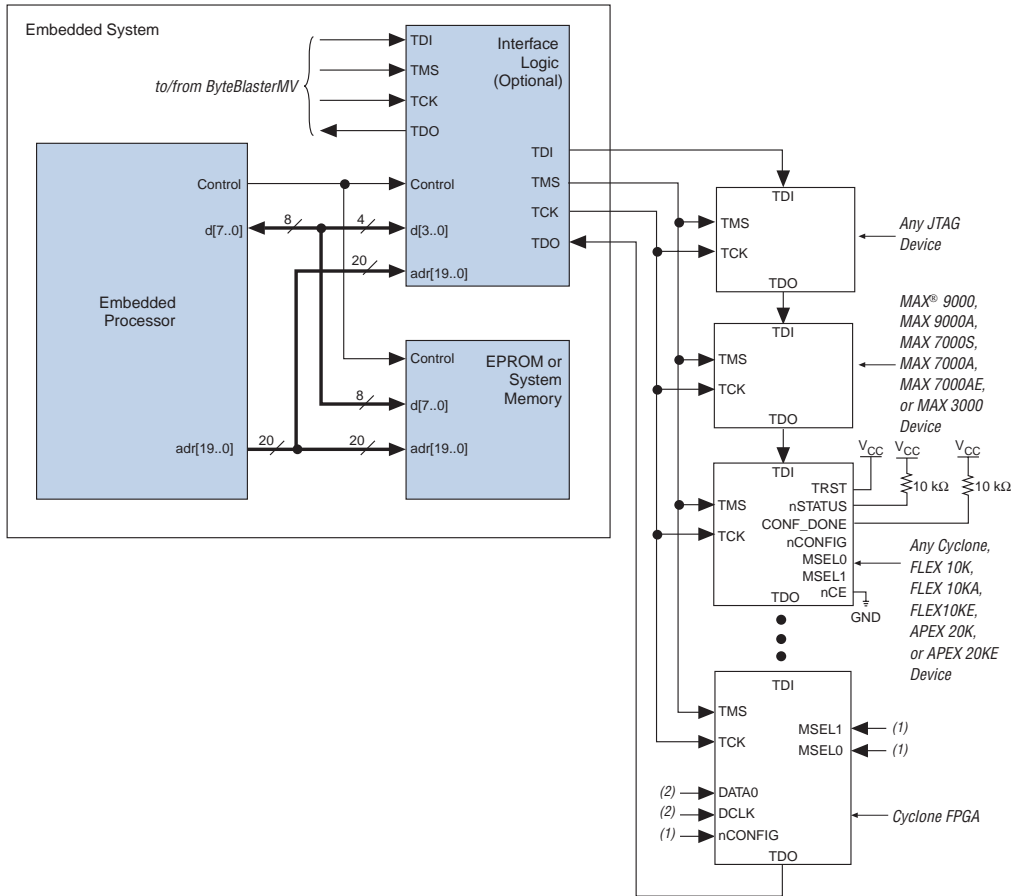 Embedded System
to/from ByteBlasterMV
TDI
TMS
TCK
TDO
Interface
Logic
(Optional)
TDI
TMS
TCK
TDO
Control
d[3..0]
adr[19..0]
Control
d[7..0]
8
4
20
Embedded
Processor
adr[19..0]
20
20
8
Control
d[7..0]
adr[19..0]
EPROM or
System
Memory
TDI
TMS
TCK
TDO
Any JTAG
Device
TDI
TMS
TCK
TDO
MAX® 9000,
MAX 9000A,
MAX 7000S,
MAX 7000A,
MAX 7000AE,
or MAX 3000
Device
VCC
VCC
VCC
10 kΩ
10 kΩ
TDI
TMS
TCK
TRST
nSTATUS
CONF_DONE
nCONFIG
MSEL0
MSEL1
nCE
TDO
GND
Any Cyclone,
FLEX 10K,
FLEX 10KA,
FLEX10KE,
APEX 20K,
or APEX 20KE
Device
TDI
TMS
TCK
MSEL1
(1)
MSEL0
(1)
(2)
DATA0
(2)
DCLK
(1)
nCONFIG
TDO
Cyclone FPGA